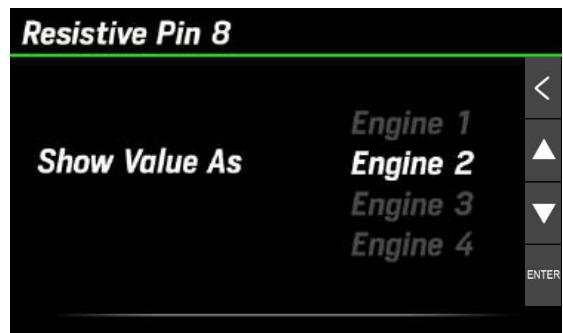 Resistive Pin 8
Engine 1
Show Value As Engine 2
Engine 3
Engine 4
ENTER